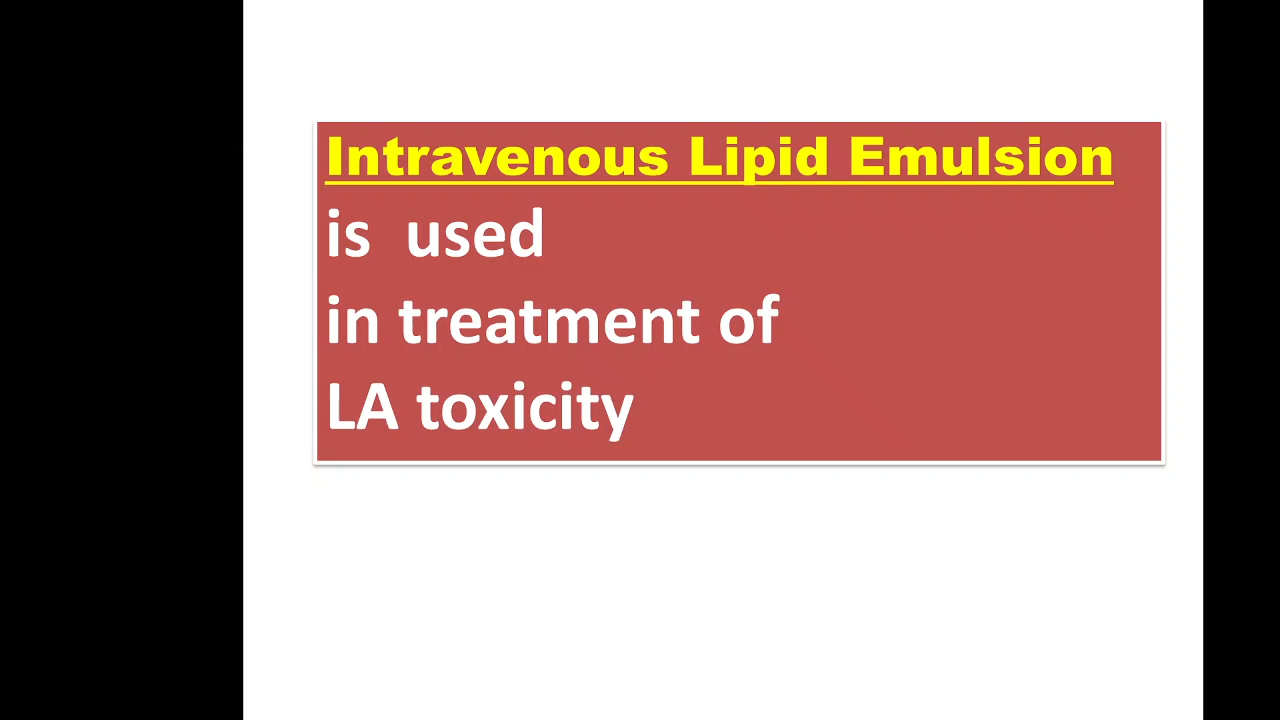 Intravenous Lipid Emulsion
is  used
in treatment of
LA toxicity